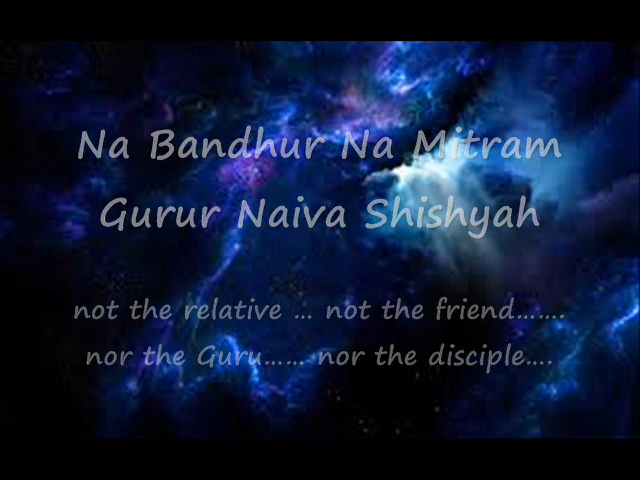 Na Bandhur Na Mitram
Gurur Naiva Shishyah
not the relative ... not the friend.......
nor the Guru...... nor the disciple....